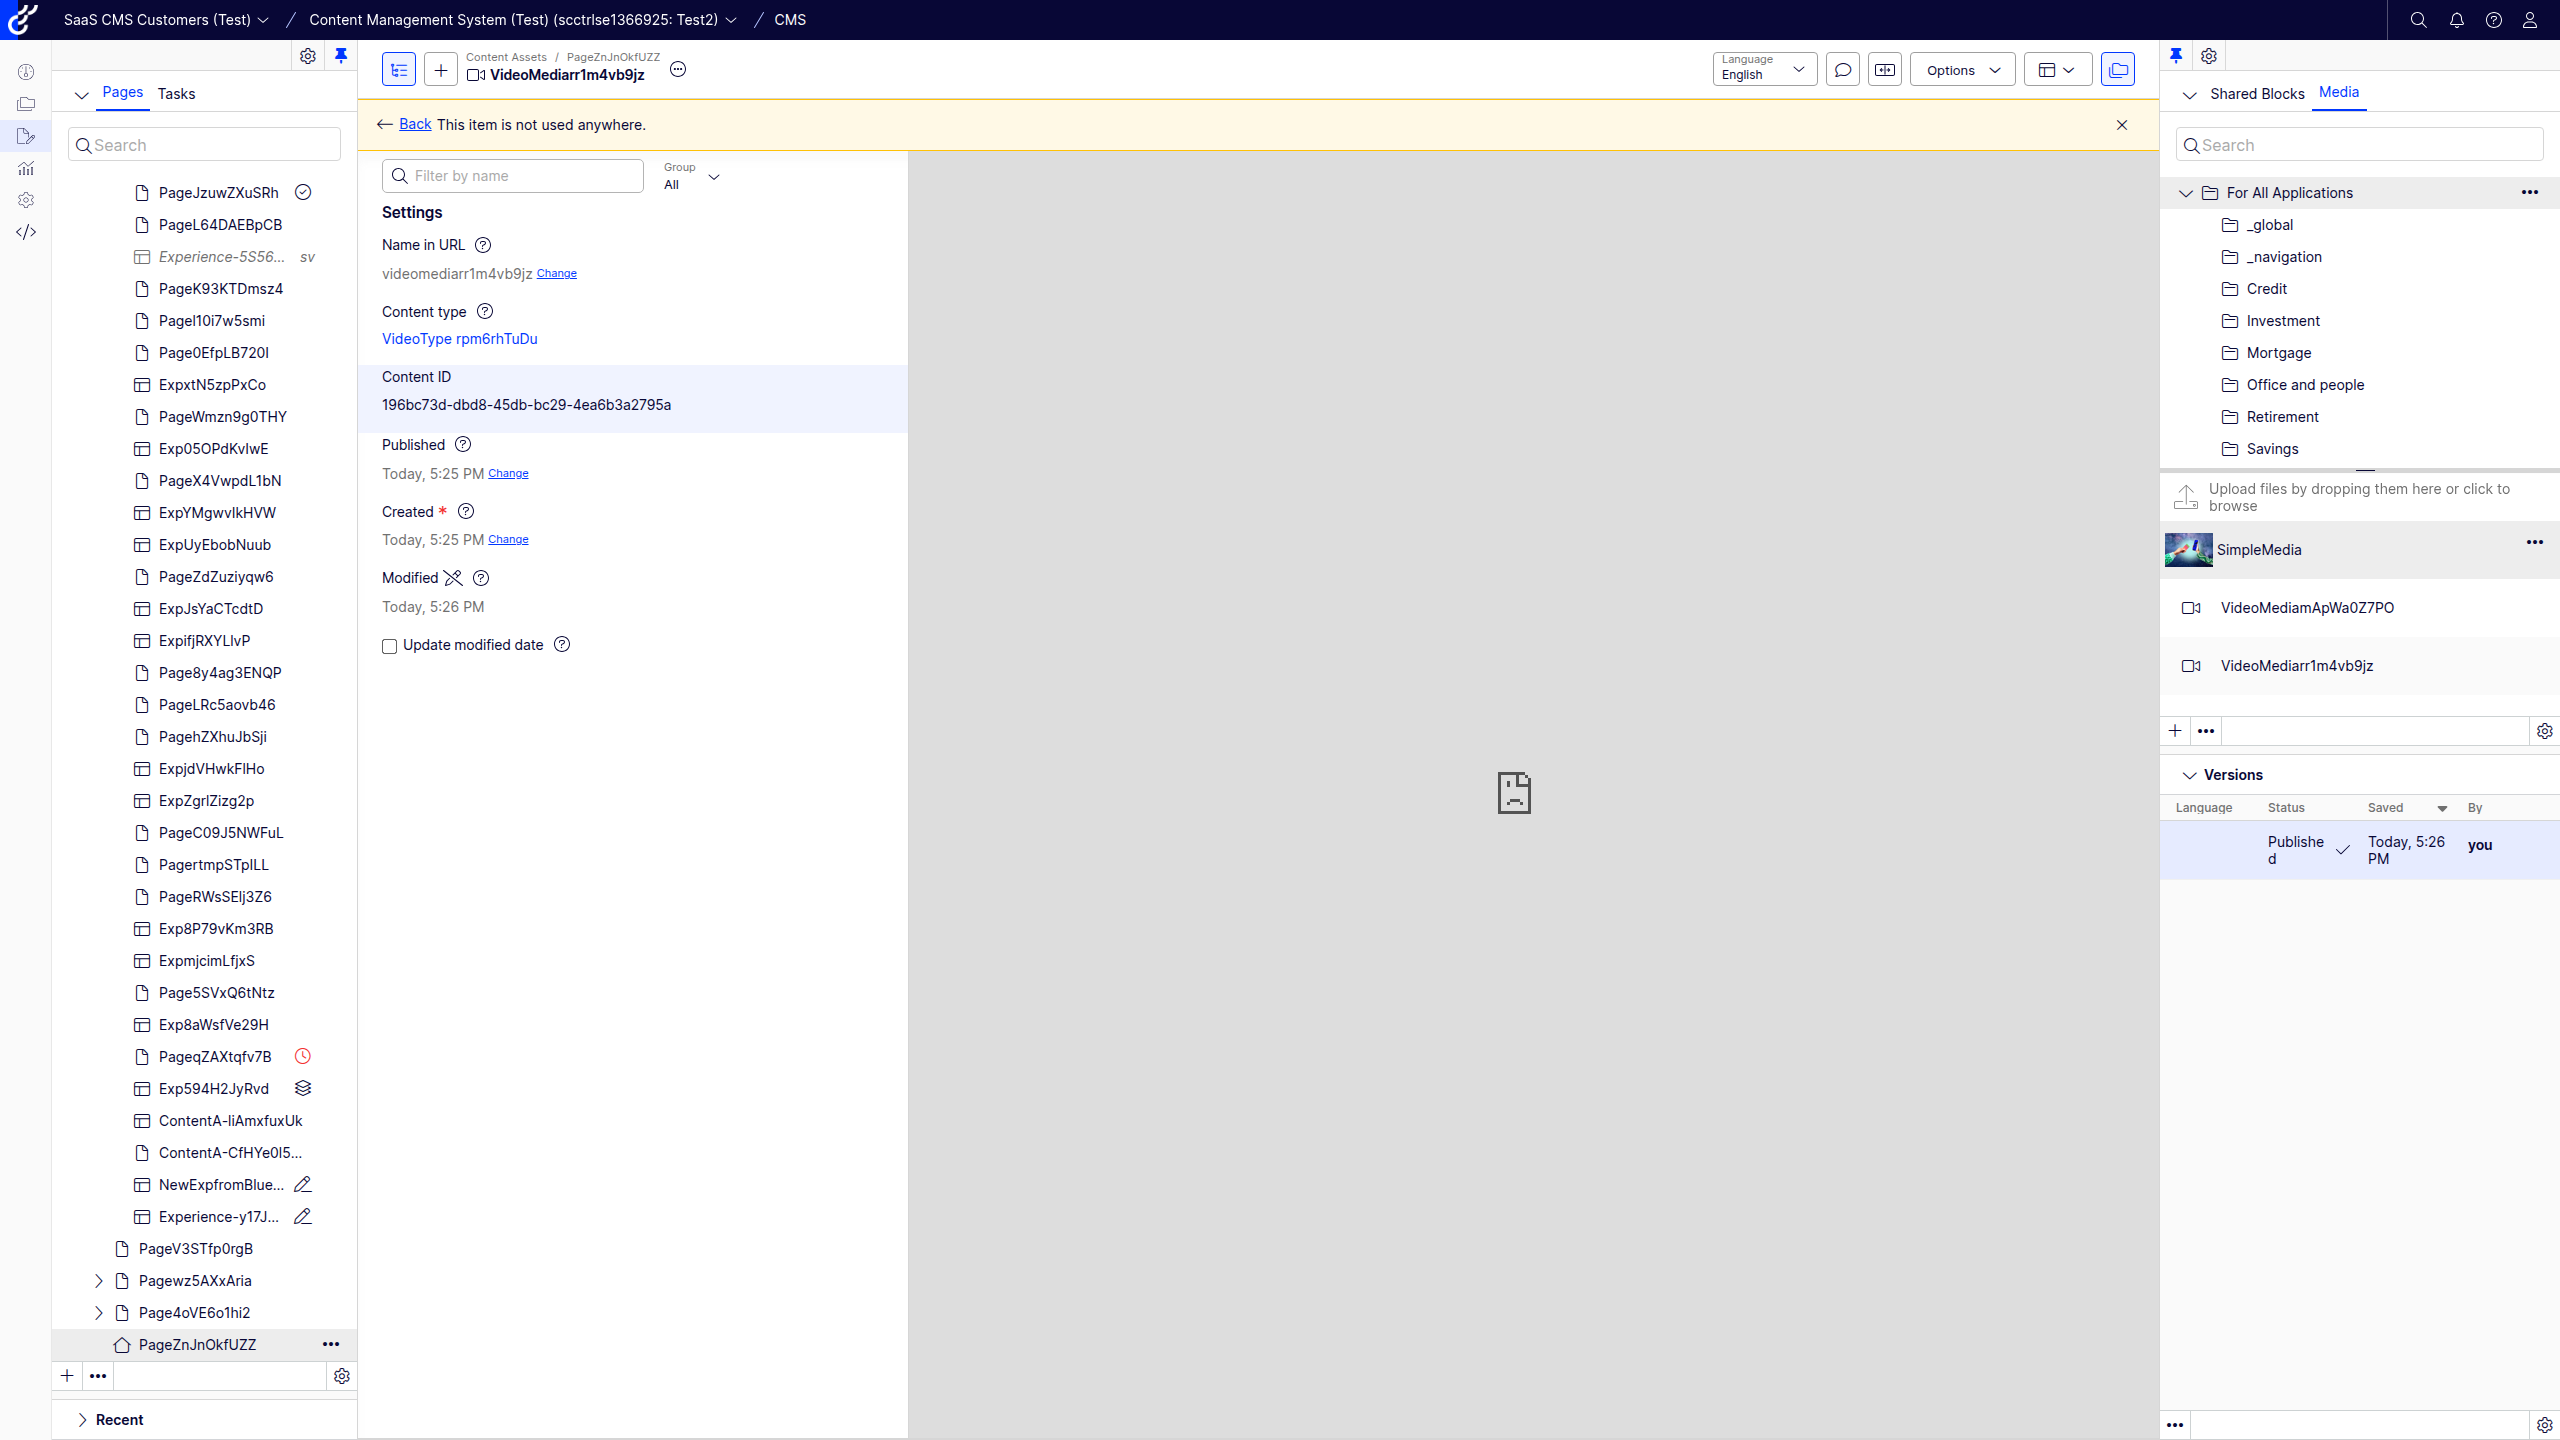 SaaS CMS Customers (Test)
Content Management System (Test) (scctrlse1366925: Test2)
CMS
Pages
Tasks
Search
PageJzuwZXuSRh
PageL64DAEBpCB
Experience-5S56... sv
PageK93KTDmsz4
PageI10i7w5smi
Page0EfpLB720I
ExpxtN5zpPxCo
PageWmzn9g0THY
Exp05OPdKvIwE
PageX4VwpdL1bN
ExpYMgwvIkHVW
ExpUyEbobNuub
PageZdZuziyqw6
ExpJsYaCTcdtD
ExpifjRXYLIvP
Page8y4ag3ENQP
PageLRc5aovb46
PagehZXhuJbSji
ExpjdVHwkFlHo
ExpZgrlZizg2p
PageC09J5NWFuL
PagertmpSTpILL
PageRWsSElj3Z6
Exp8P79vKm3RB
ExpmjcimLfjxS
Page5SVxQ6tNtz
Exp8aWsfVe29H
PageqZAXtqfv7B
Exp594H2JyRvd
ContentA-liAmxfuxUk
ContentA-CfHYe0l5...
NewExpfromBlue...
Experience-y17J...
PageV3STfp0rgB
Pagewz5AXxAria
Page4oVE6o1hi2
PageZnJnOkfUZZ
Recent
Content Assets / PageZnJnOkfUZZ
VideoMediarr1m4vb9jz
Language
English
Options
Back This item is not used anywhere.
Filter by name
Group
All
Settings
Name in URL
videomediarr1m4vb9jz Change
Content type
VideoType rpm6rhTuDu
Content ID
196bc73d-dbd8-45db-bc29-4ea6b3a2795a
Published
Today, 5:25 PM Change
Created *
Today, 5:25 PM Change
Modified
Today, 5:26 PM
Update modified date
Shared Blocks
Media
Search
For All Applications
_global
_navigation
Credit
Investment
Mortgage
Office and people
Retirement
Savings
Upload files by dropping them here or click to
browse
SimpleMedia
VideoMediamApWa0Z7PO
VideoMediarr1m4vb9jz
Versions
Language Status Saved By
Publishe Today, 5:26 you
d PM